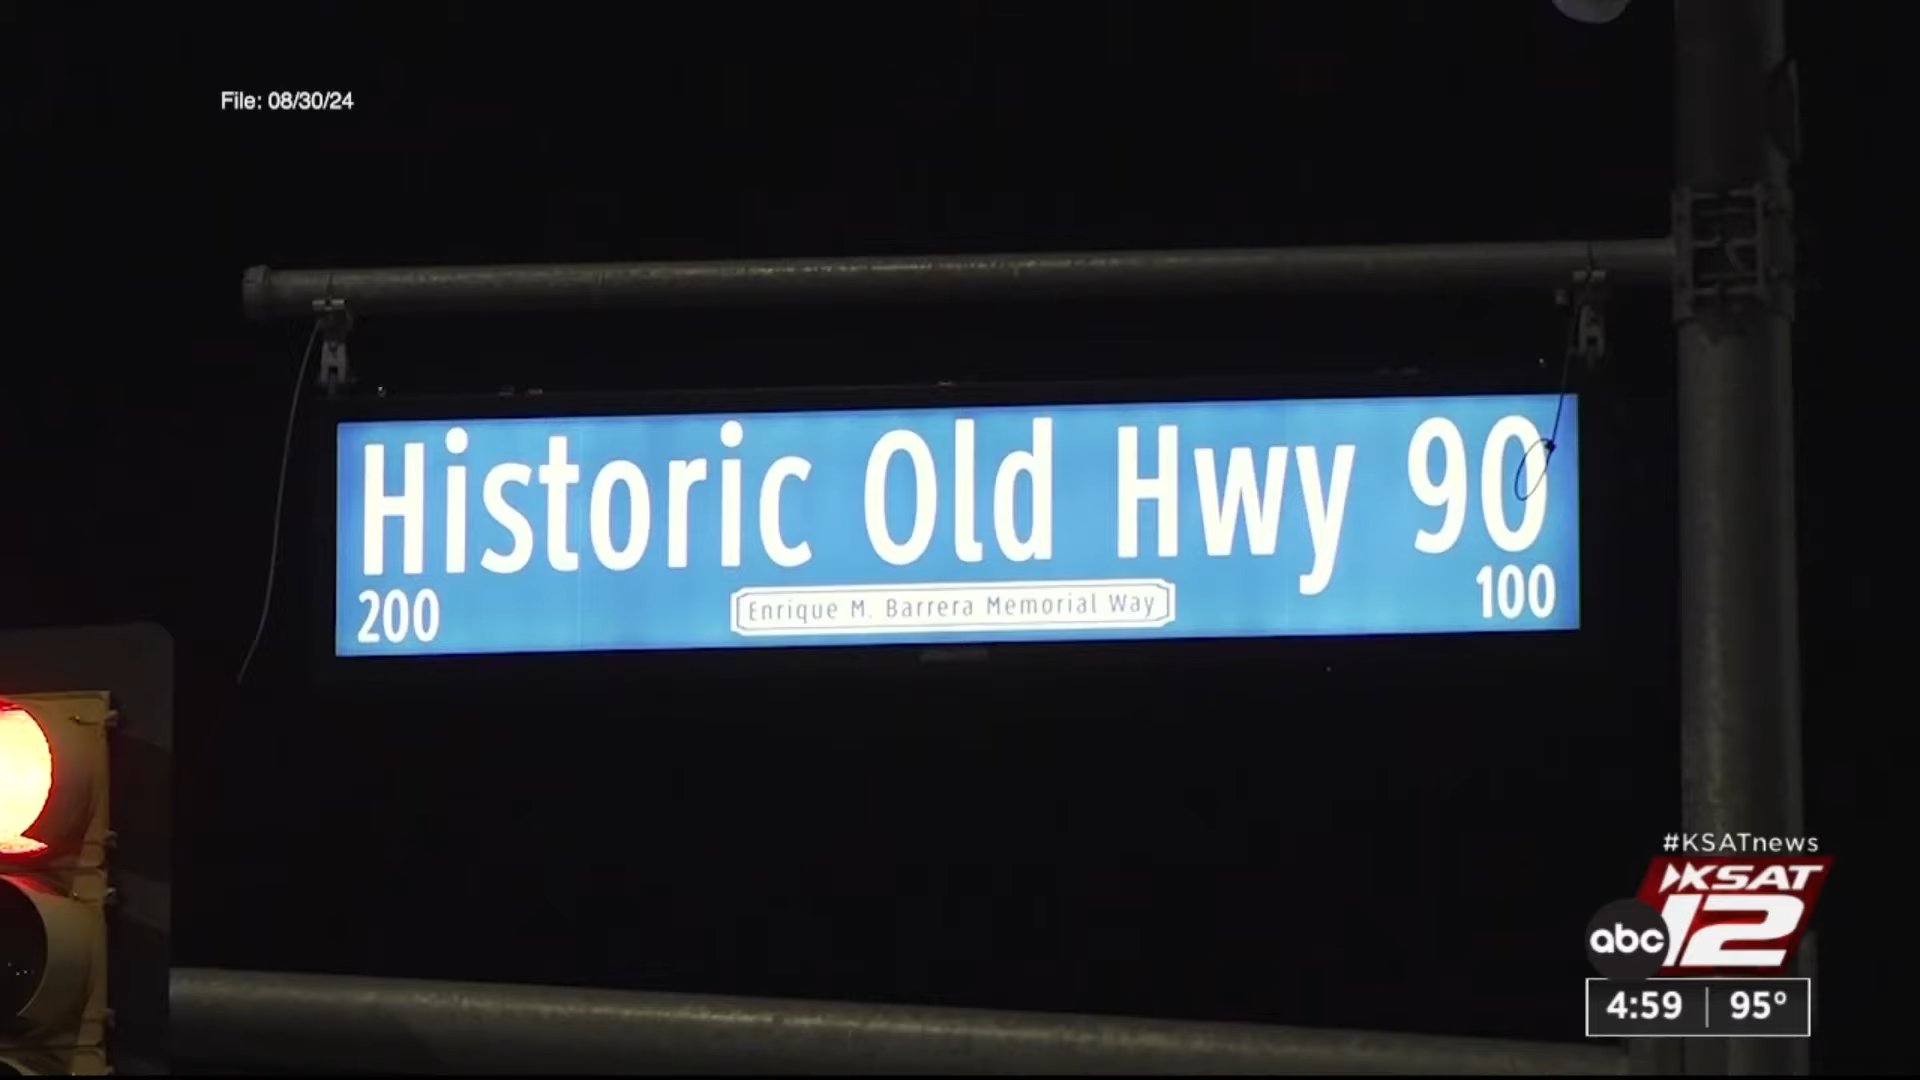 File: 08/30/24
Historic Old Hwy 90
200 Enrique M. Barrera Memorial Way 100
#KSATnews
KSAT
abc 12
4:59 95°